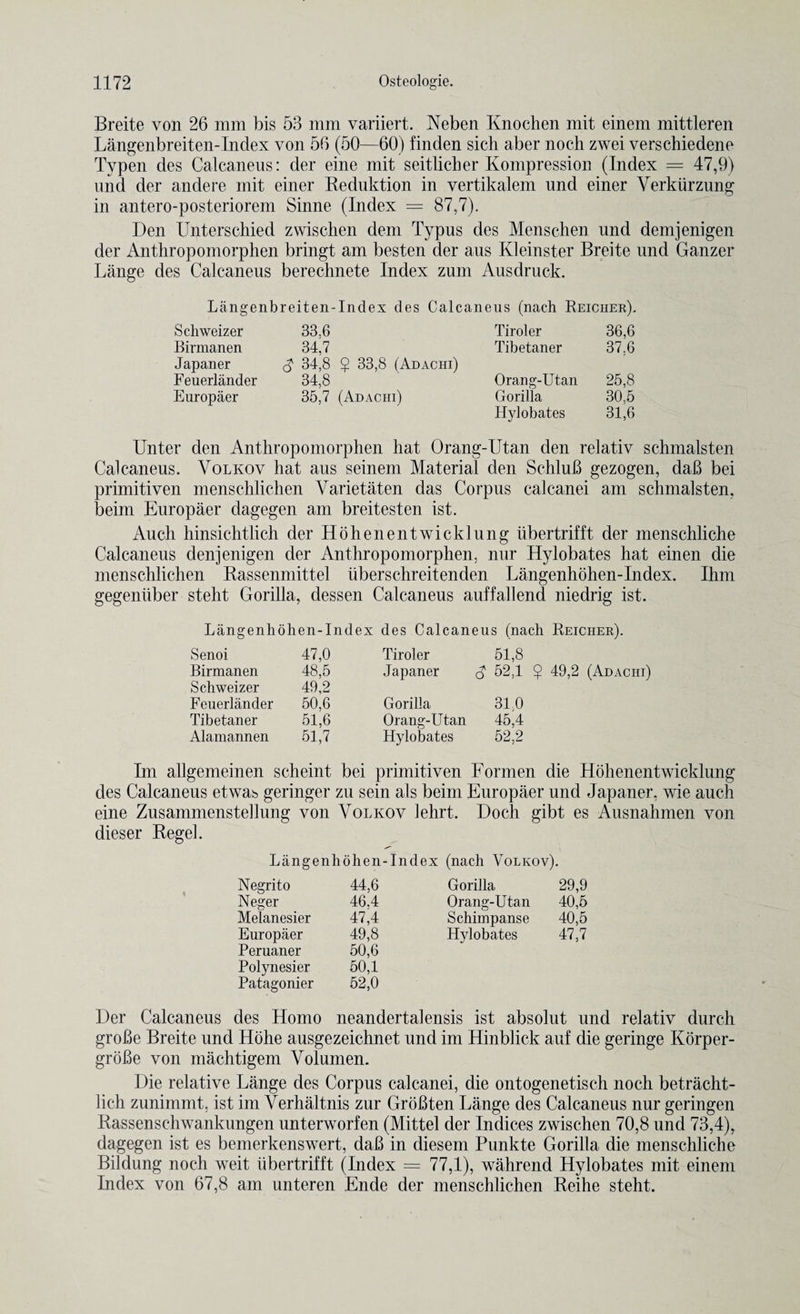 1172 Osteologie.
Breite von 26 mm bis 53 mm variiert. Neben Knochen mit einem mittleren
Längenbreiten-Index von 56 (50—60) finden sich aber noch zwei verschiedene
Typen des Calcaneus: der eine mit seitlicher Kompression (Index = 47,9)
und der andere mit einer Reduktion in vertikalem und einer Verkürzung
in antero-posteriorem Sinne (Index = 87,7).
Den Unterschied zwischen dem Typus des Menschen und demjenigen
der Anthropomorphen bringt am besten der aus Kleinster Breite und Ganzer
Länge des Calcaneus berechnete Index zum Ausdruck.
Längenbreiten-Index des Calcaneus (nach Reicher).
Schweizer 33,6 Tiroler 36,6
Birmanen 34,7 Tibetaner 37,6
Japaner ♂ 34,8 ♀ 33,8 (Adachi)
Feuerländer 34,8 Orang-Utan 25,8
Europäer 35,7 (Adachi) Gorilla 30,5
Hylobates 31,6
Unter den Anthropomorphen hat Orang-Utan den relativ schmalsten
Calcaneus. Volkov hat aus seinem Material den Schluß gezogen, daß bei
primitiven menschlichen Varietäten das Corpus calcanei am schmalsten,
beim Europäer dagegen am breitesten ist.
Auch hinsichtlich der Höhenentwicklung übertrifft der menschliche
Calcaneus denjenigen der Anthropomorphen, nur Hylobates hat einen die
menschlichen Rassenmittel überschreitenden Längenhöhen-Index. Ihm
gegenüber steht Gorilla, dessen Calcaneus auffallend niedrig ist.
Längenhöhen-Index des Calcaneus (nach Reicher).
Senoi 47,0 Tiroler 51,8
Birmanen 48,5 Japaner ♂ 52,1 ♀ 49,2 (Adachi)
Schweizer 49,2
Feuerländer 50,6 Gorilla 31,0
Tibetaner 51,6 Orang-Utan 45,4
Alamannen 51,7 Hylobates 52,2
Im allgemeinen scheint bei primitiven Formen die Höhenentwicklung
des Calcaneus etwas geringer zu sein als beim Europäer und Japaner, wie auch
eine Zusammenstellung von Volkov lehrt. Doch gibt es Ausnahmen von
dieser Regel.
Längenhöhen-Index (nach Volkov).
Negrito 44,6 Gorilla 29,9
Neger 46,4 Orang-Utan 40,5
Melanesier 47,4 Schimpanse 40,5
Europäer 49,8 Hylobates 47,7
Peruaner 50,6
Polynesier 50,1
Patagonier 52,0
Der Calcaneus des Homo neandertalensis ist absolut und relativ durch
große Breite und Höhe ausgezeichnet und im Hinblick auf die geringe Körper-
größe von mächtigem Volumen.
Die relative Länge des Corpus calcanei, die ontogenetisch noch beträcht-
lich zunimmt, ist im Verhältnis zur Größten Länge des Calcaneus nur geringen
Rassenschwankungen unterworfen (Mittel der Indices zwischen 70,8 und 73,4),
dagegen ist es bemerkenswert, daß in diesem Punkte Gorilla die menschliche
Bildung noch weit übertrifft (Index = 77,1), während Hylobates mit einem
Index von 67,8 am unteren Ende der menschlichen Reihe steht.